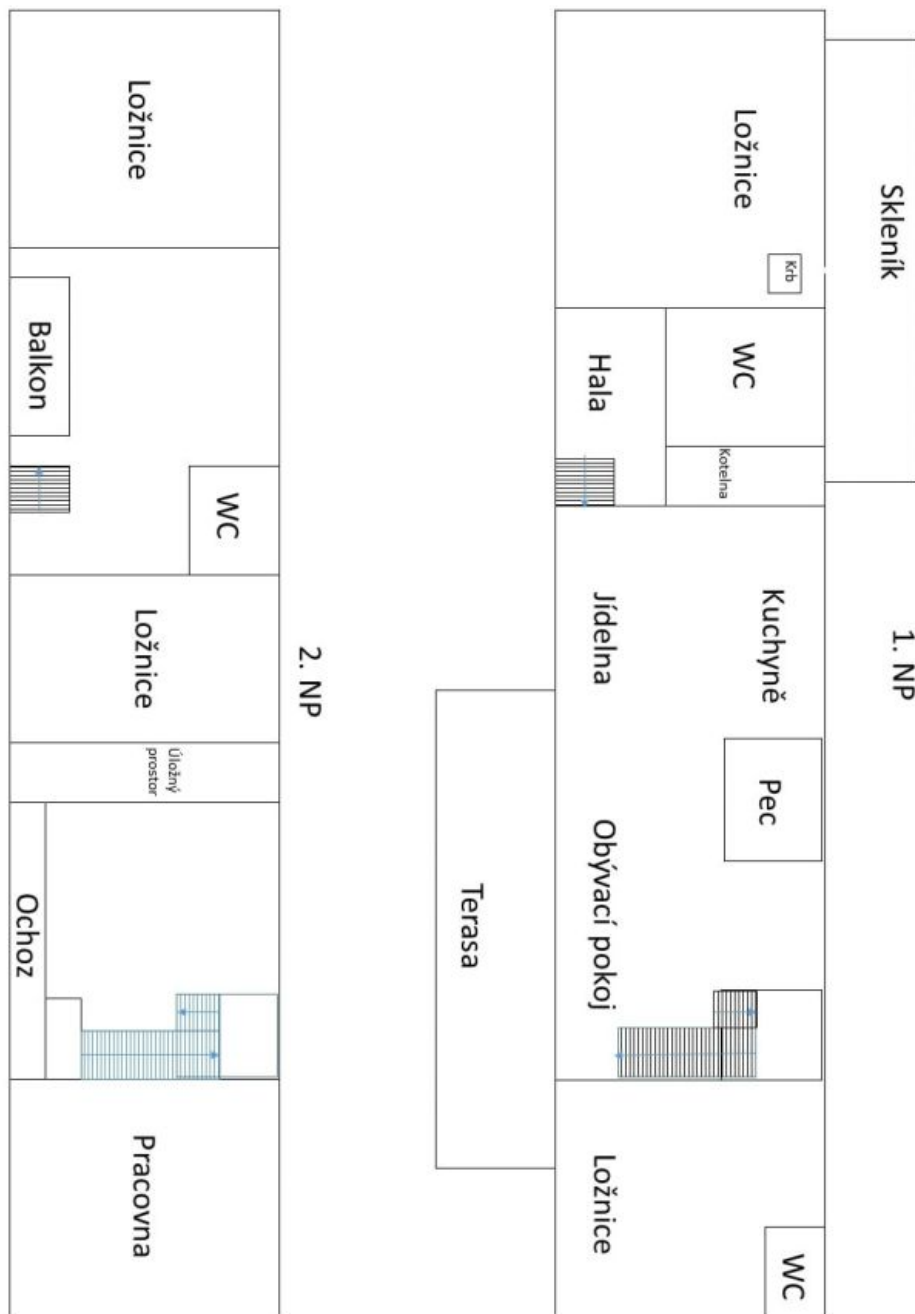 1. NP
Skleník
Ložnice
Krb
WC
Kotelna
Kuchyně
Pec
WC
Hala
Jídelna
Obývací pokoj
Ložnice
Terasa
2. NP
Ložnice
Balkon
WC
Ložnice
Úložný
prostor
Ochoz
Pracovna